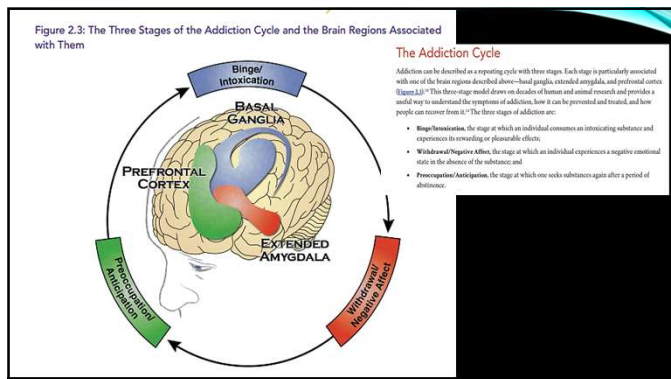 Figure 2.3: The Three Stages of the Addiction Cycle and the Brain Regions Associated
with Them
Binge/
Intoxication
BASAL
GANGLIA
PREFRONTAL
CORTEX
EXTENDED
AMYGDALA
Preoccupation/
Anticipation
Withdrawal/
Negative Affect
The Addiction Cycle
Addiction can be described as a repeating cycle with three stages. Each stage is particularly associated
with one of the brain regions described above—basal ganglia, extended amygdala, and prefrontal cortex
(Figure 2.3). This three-stage model draws on decades of human and animal research and provides a
useful way to understand the symptoms of addiction, how it can be prevented and treated, and how
people can recover from it. The three stages of addiction are:
• Binge/Intoxication, the stage at which an individual consumes an intoxicating substance and
experiences its rewarding or pleasurable effects;
• Withdrawal/Negative Affect, the stage at which an individual experiences a negative emotional
state in the absence of the substance; and
• Preoccupation/Anticipation, the stage at which one seeks substances again after a period of
abstinence.